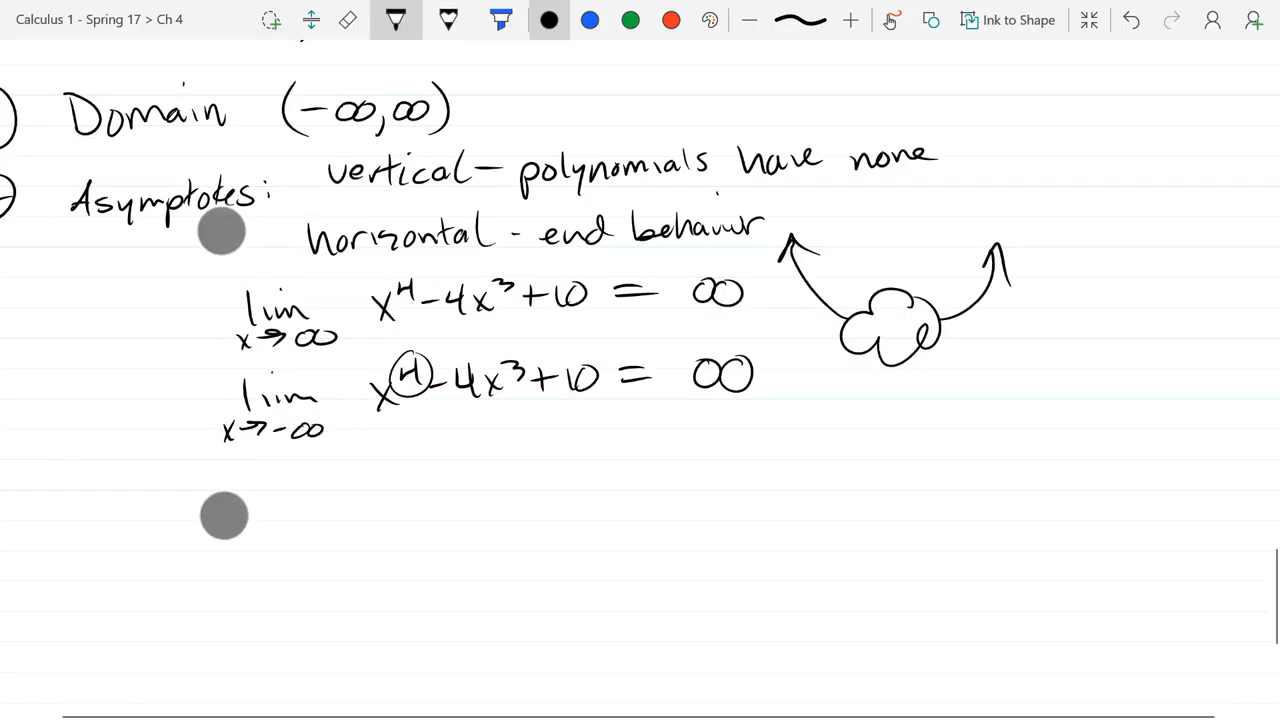 Calculus 1 - Spring 17 > Ch 4
Ink to Shape
Domain (-∞,∞)
vertical - polynomials have none
Asymptotes:
horizontal - end behavior
lim x→∞ x⁴-4x³+10 = ∞
lim x→-∞ x⁴-4x³+10 = ∞